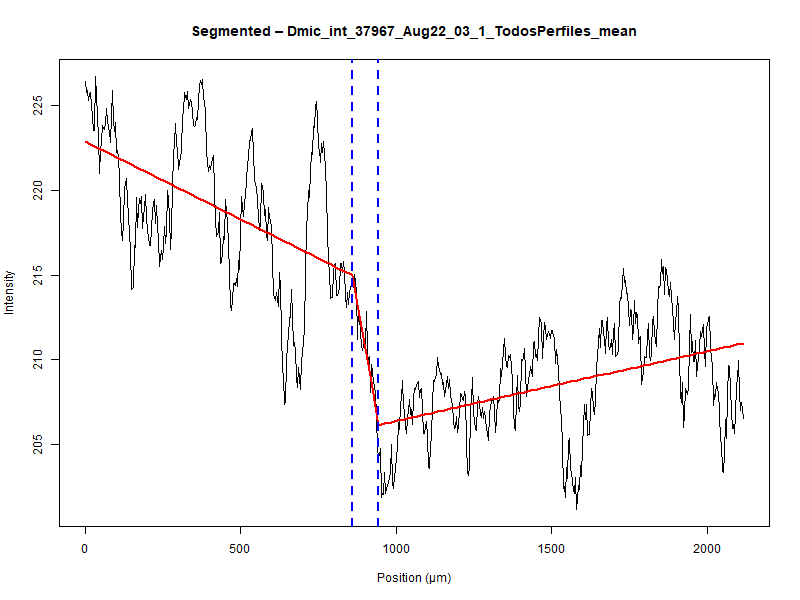 Segmented – Dmic_int_37967_Aug22_03_1_TodosPerfiles_mean
225
220
215
210
205
Intensity
0 500 1000 1500 2000
Position (µm)